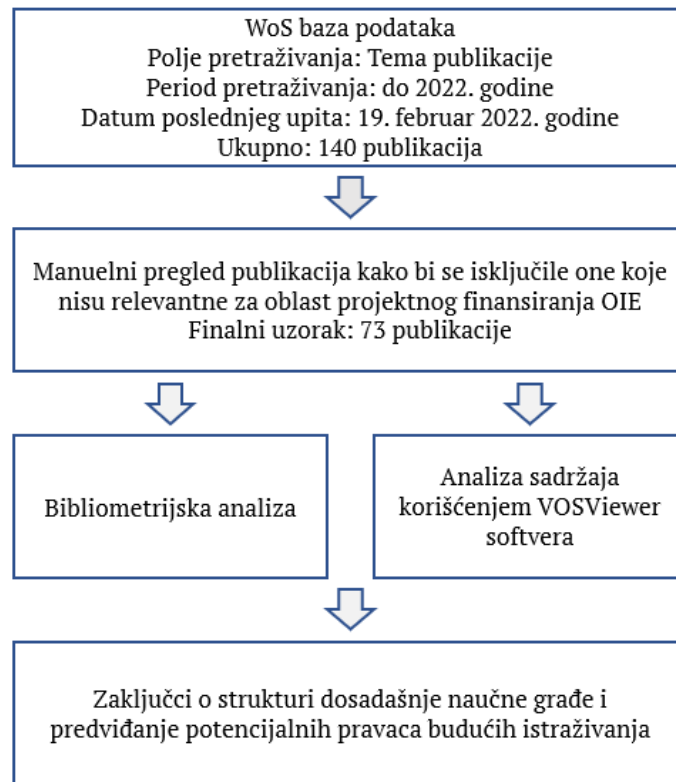 WoS baza podataka
Polje pretraživanja: Tema publikacije
Period pretraživanja: do 2022. godine
Datum poslednjeg upita: 19. februar 2022. godine
Ukupno: 140 publikacija
Manuelni pregled publikacija kako bi se isključile one koje
nisu relevantne za oblast projektnog finansiranja OIE
Finalni uzorak: 73 publikacije
Bibliometrijska analiza
Analiza sadržaja
korišćenjem VOSViewer
softvera
Zaključci o strukturi dosadašnje naučne građe i
predviđanje potencijalnih pravaca budućih istraživanja